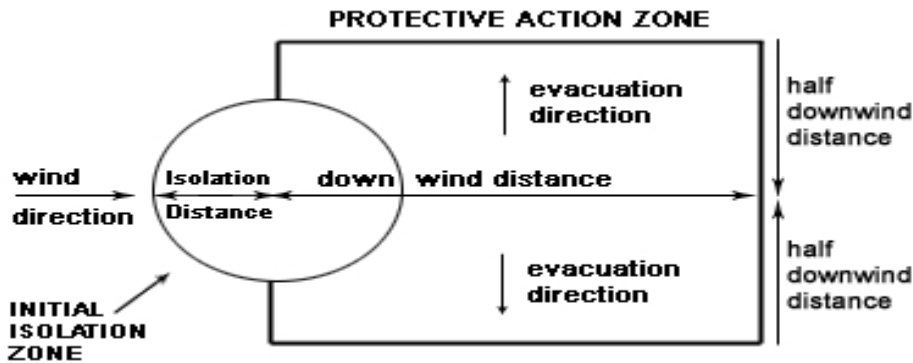 PROTECTIVE ACTION ZONE
evacuation
direction
half
downwind
distance
wind
direction
Isolation
Distance
down wind distance
evacuation
direction
half
downwind
distance
INITIAL
ISOLATION
ZONE